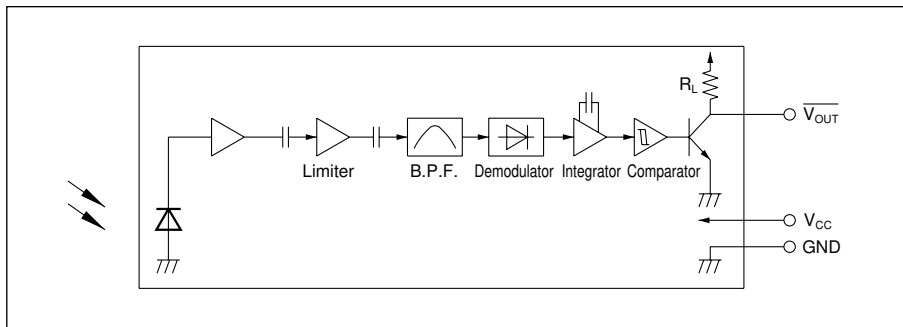 R_L
V_OUT
Limiter
B.P.F.
Demodulator
Integrator
Comparator
V_CC
GND